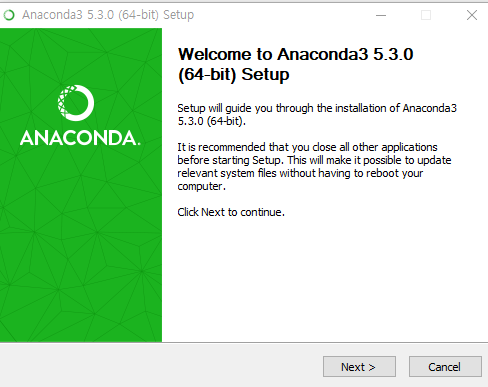 Anaconda3 5.3.0 (64-bit) Setup
Welcome to Anaconda3 5.3.0
(64-bit) Setup
Setup will guide you through the installation of Anaconda3
5.3.0 (64-bit).
It is recommended that you close all other applications
before starting Setup. This will make it possible to update
relevant system files without having to reboot your
computer.
Click Next to continue.
ANACONDA.
Next >
Cancel